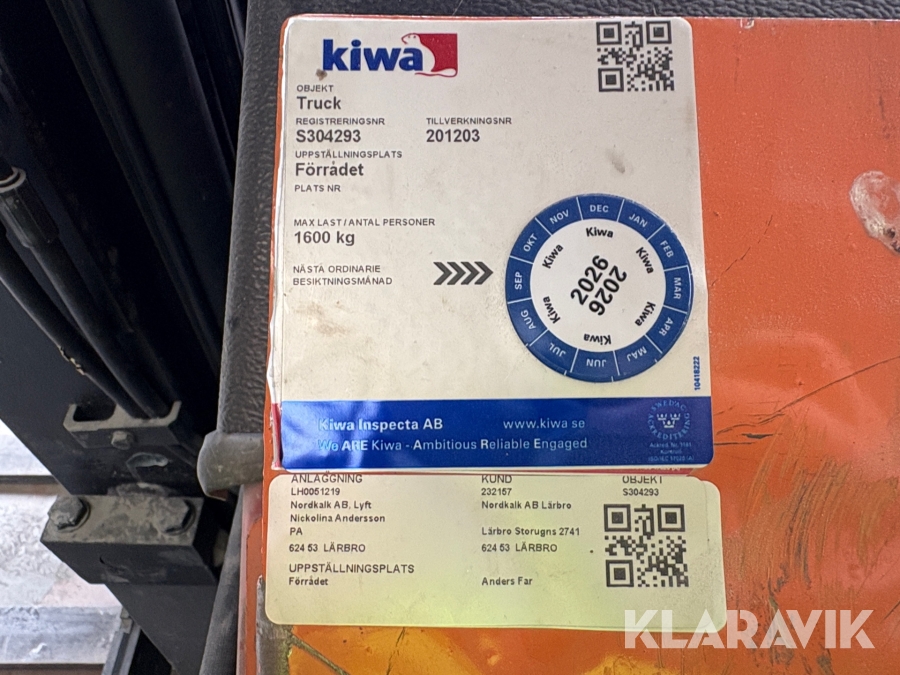 kiwa
OBJEKT
Truck
REGISTRERINGSNR TILLVERKNINGSNR
S304293 201203
UPPSTÄLLNINGSPLATS
Förrådet
PLATS NR
MAX LAST / ANTAL PERSONER
1600 kg
NÄSTA ORDINARIE
BESIKTNINGSMÅNAD
DEC JAN FEB MAR APR MAJ JUN JUL AUG SEP OKT NOV
Kiwa Kiwa Kiwa Kiwa Kiwa Kiwa
2026
2026
10418222
Kiwa Inspecta AB www.kiwa.se
We ARE Kiwa - Ambitious Reliable Engaged
SWEDAC
ACKREDITERING
ANLÄGGNING KUND OBJEKT
LH0051219 232157 S304293
Nordkalk AB, Lyft Nordkalk AB Lärbro
Nickolina Andersson
PA Lärbro Storugns 2741
624 53 LÄRBRO 624 53 LÄRBRO
UPPSTÄLLNINGSPLATS
Förrådet Anders Far
KLARAVIK